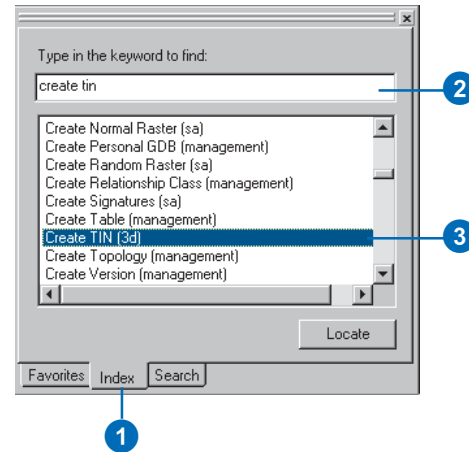 Type in the keyword to find:
create tin
2
Create Normal Raster (sa)
Create Personal GDB (management)
Create Random Raster (sa)
Create Relationship Class (management)
Create Signatures (sa)
Create Table (management)
Create TIN (3d)
3
Create Topology (management)
Create Version (management)
Locate
Favorites Index Search
1